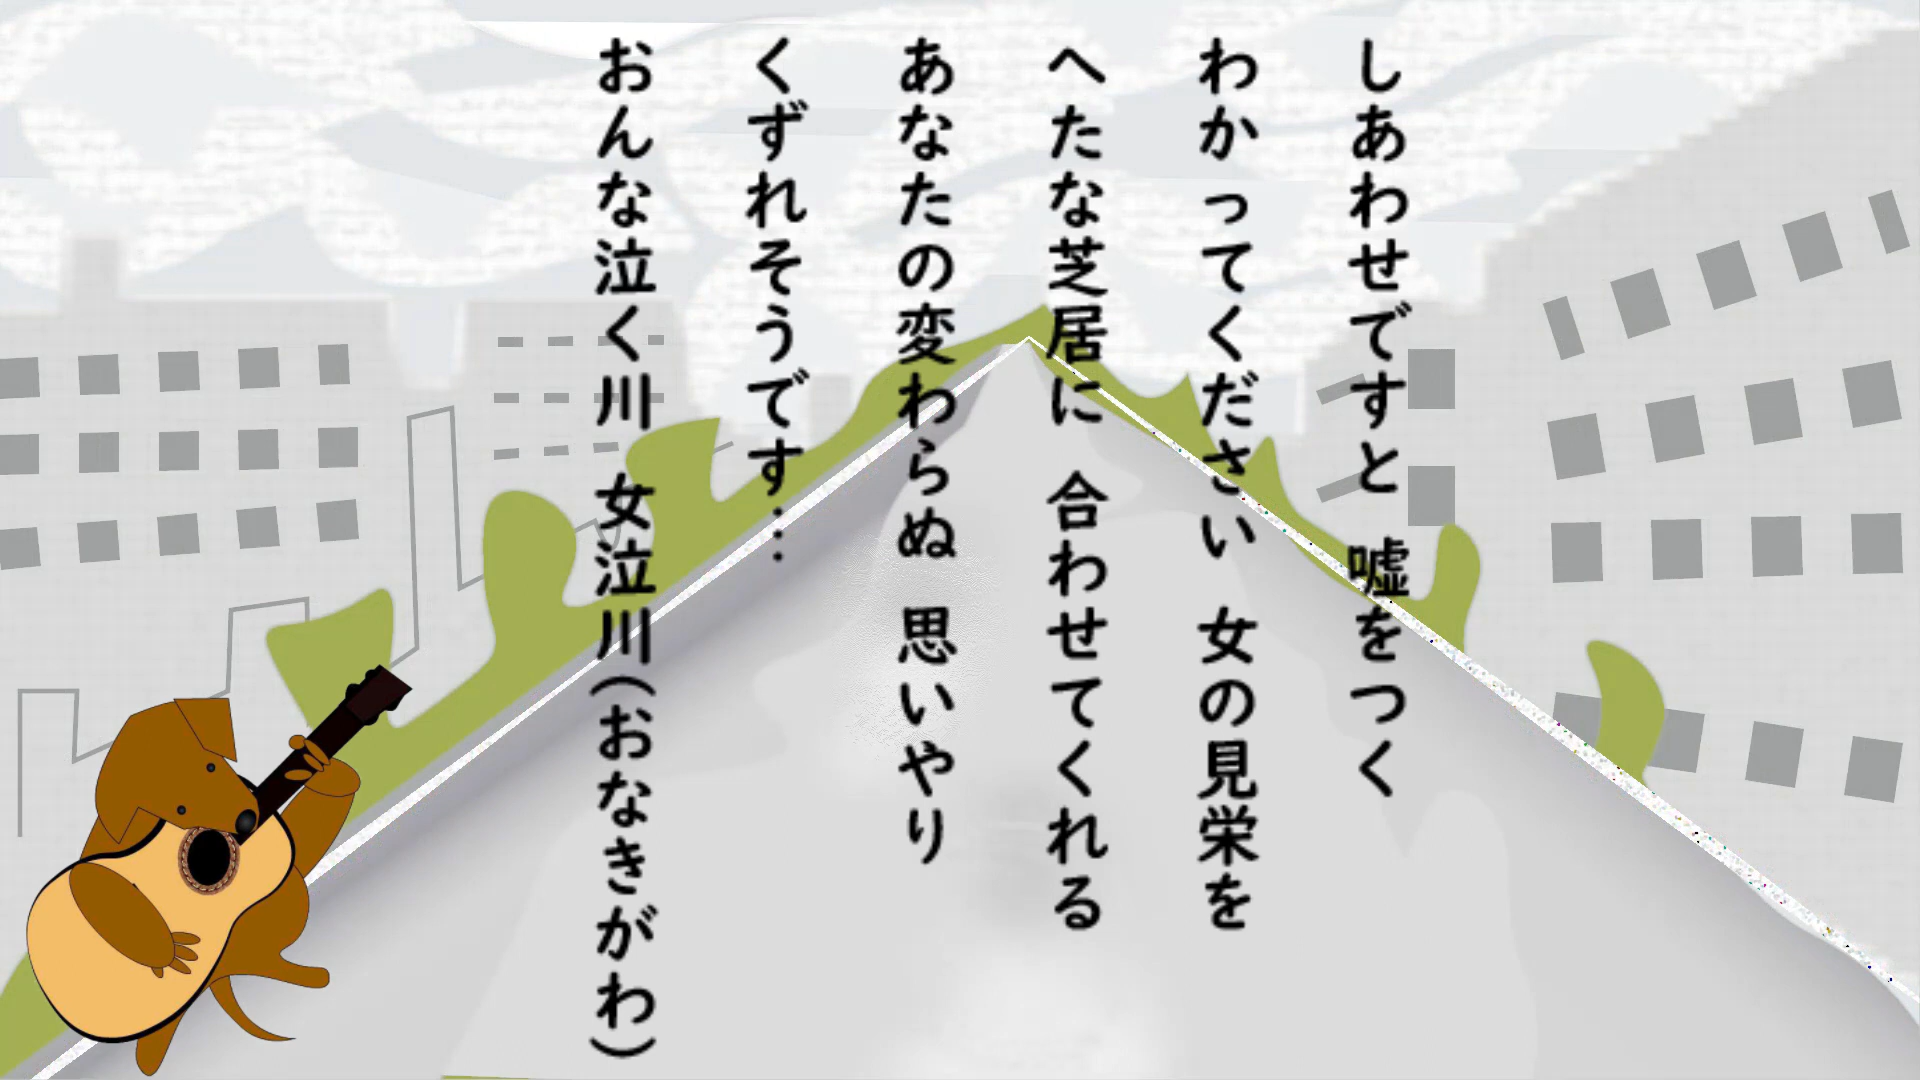 しあわせですと 嘘をつく
わかってください 女の見栄を
へたな芝居に 合わせてくれる
あなたの変わらぬ 思いやり
くずれそうです…
おんな泣く川 女泣川(おなきがわ)